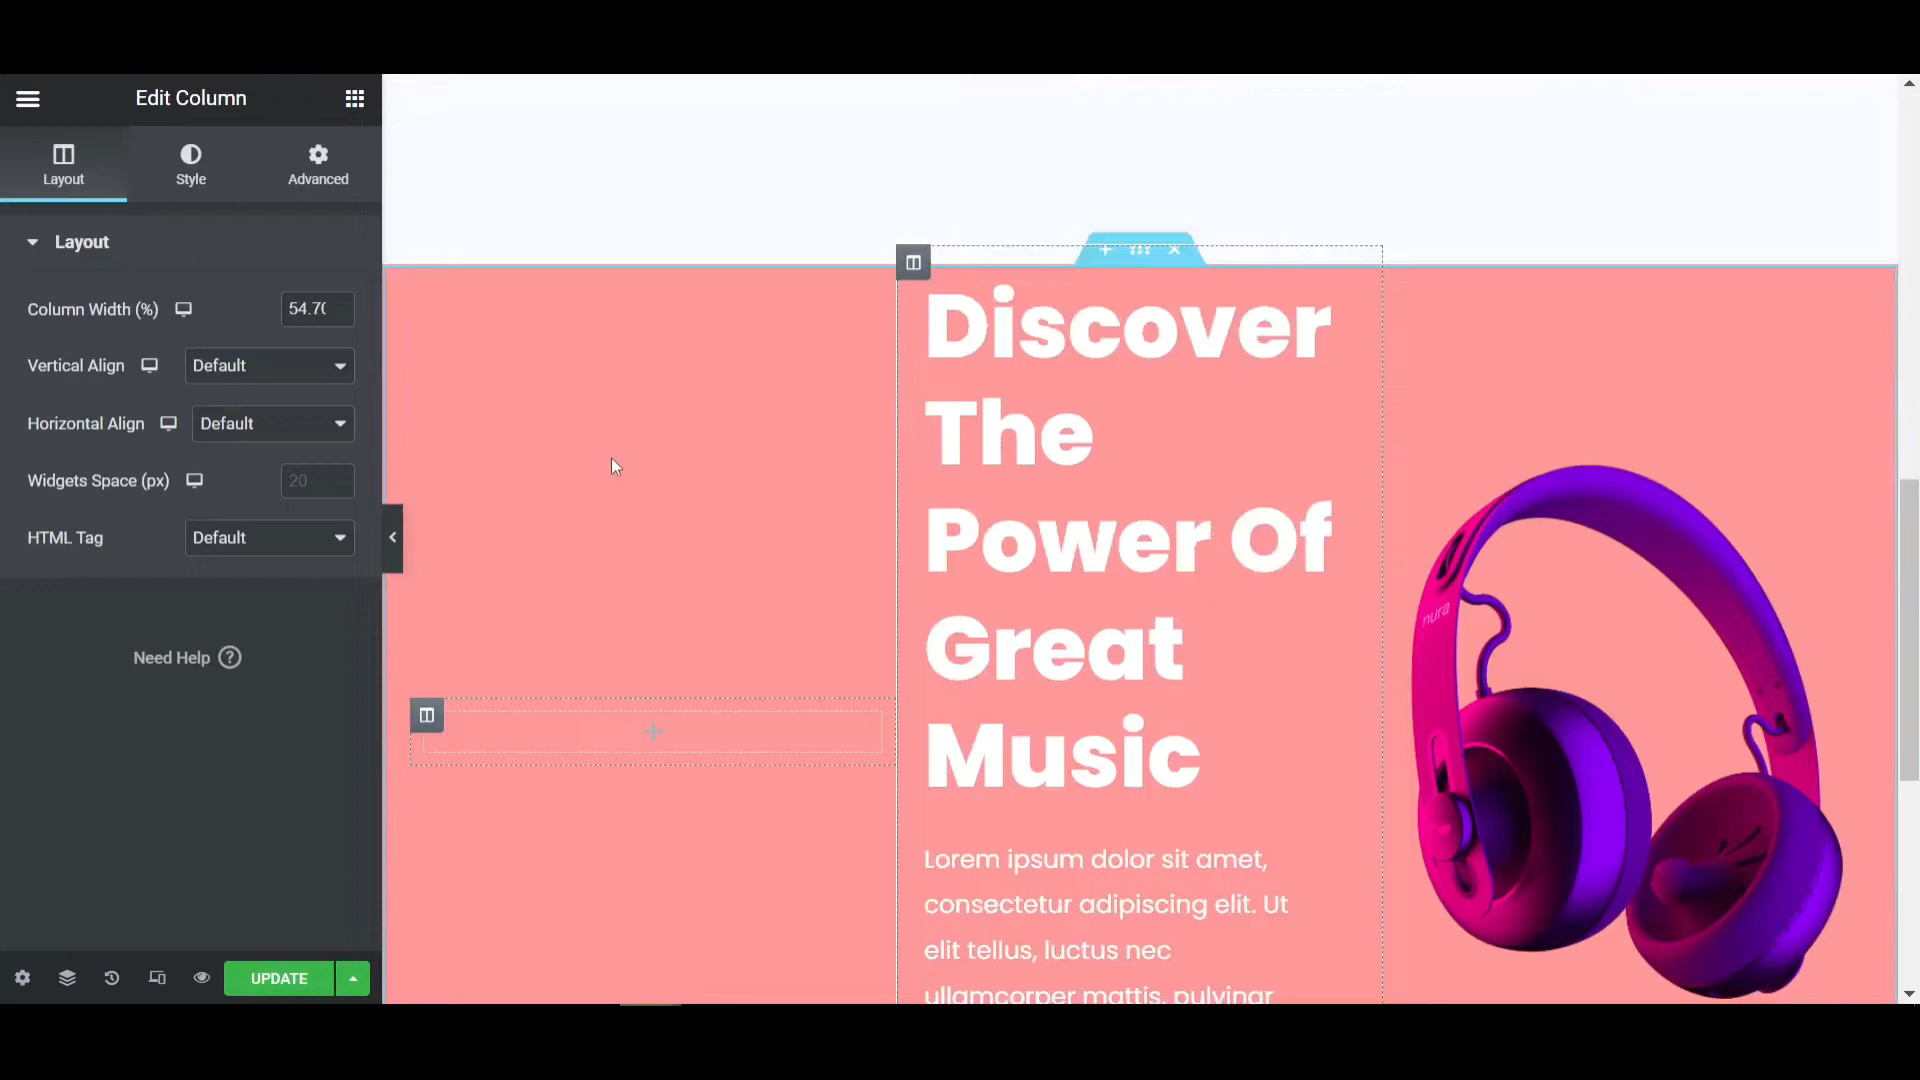 Edit Column
Layout
Style
Advanced
Layout
Column Width (%)
54.70
Vertical Align
Default
Horizontal Align
Default
Widgets Space (px)
20
HTML Tag
Default
Need Help ?
UPDATE
Discover
The
Power Of
Great
Music
Lorem ipsum dolor sit amet,
consectetur adipiscing elit. Ut
elit tellus, luctus nec
ullamcorper mattis, pulvinar
nura